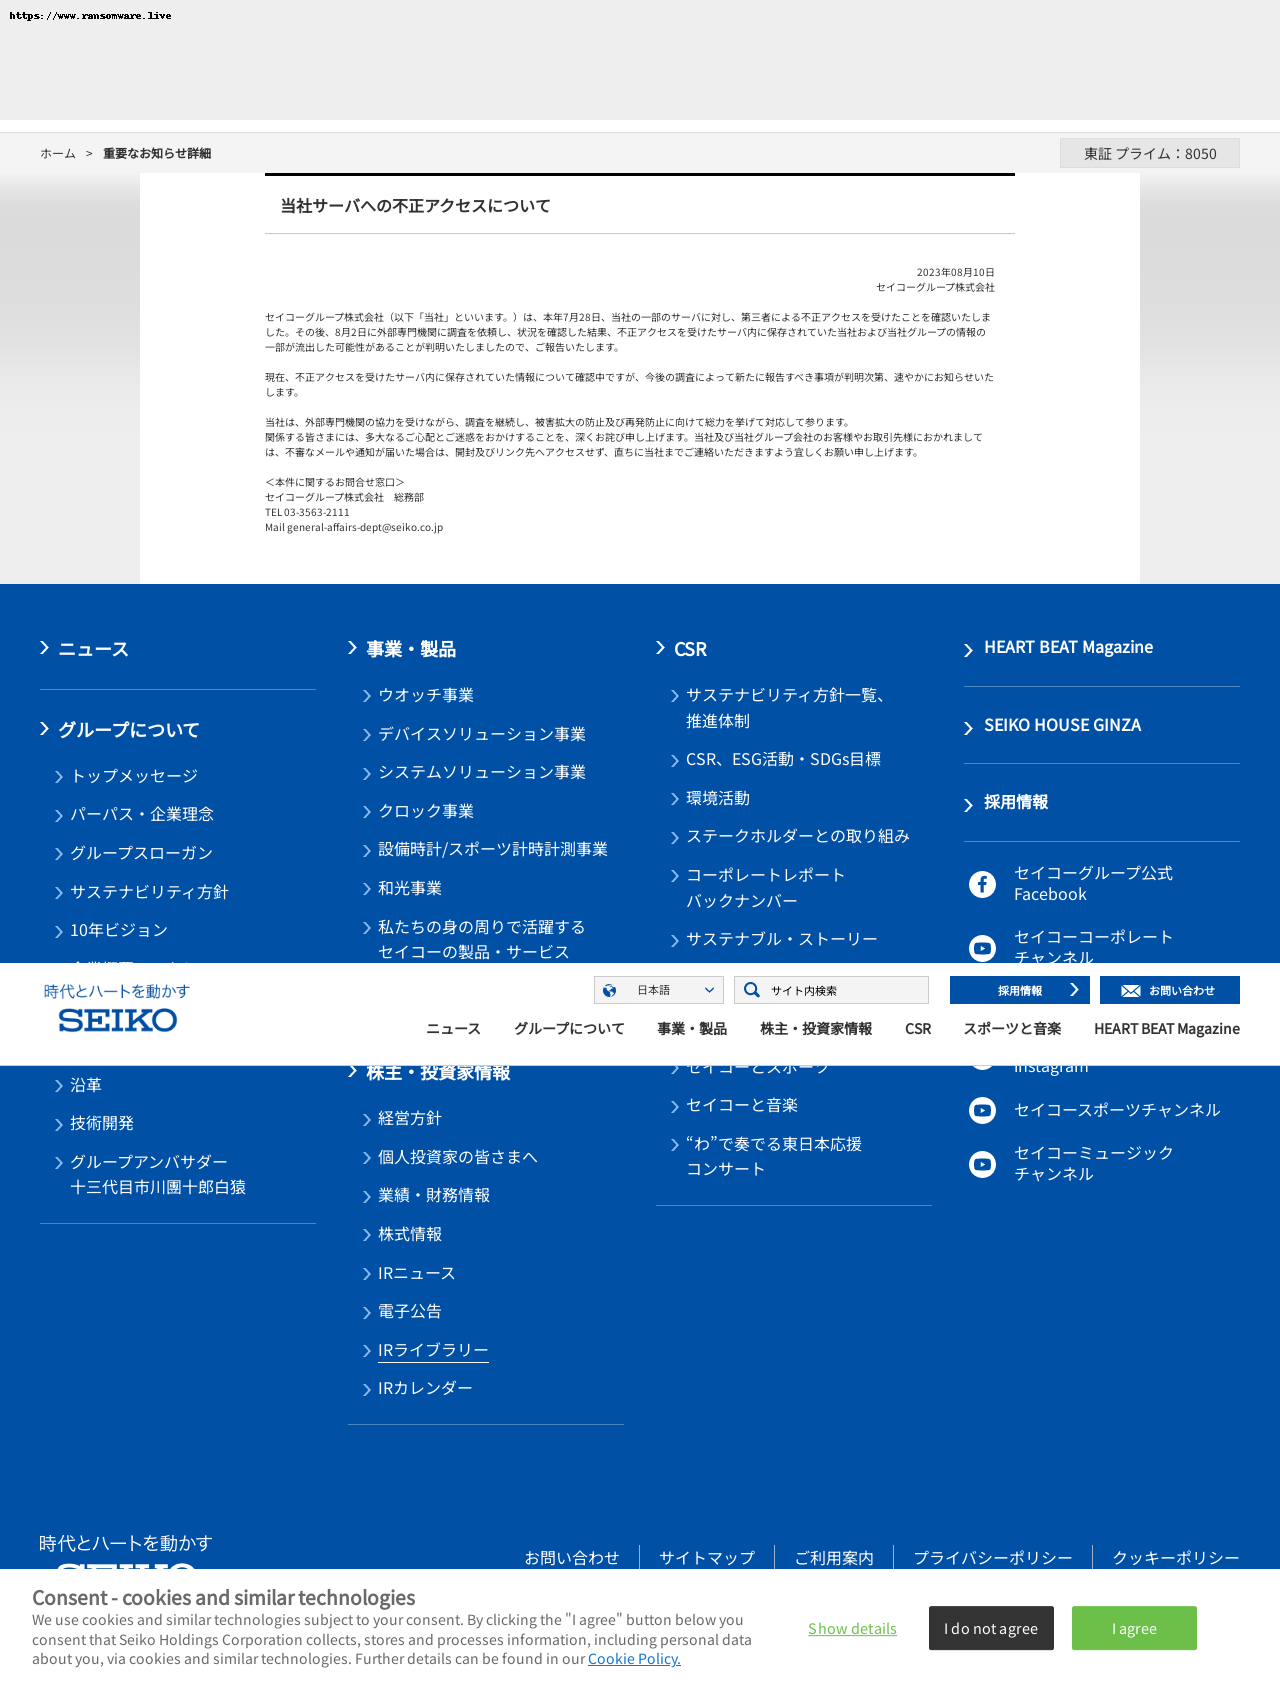 https://www.ransomware.live
ホーム > 重要なお知らせ詳細
東証 プライム：8050
当社サーバへの不正アクセスについて
2023年08月10日
セイコーグループ株式会社
セイコーグループ株式会社（以下「当社」といいます。）は、本年7月28日、当社の一部のサーバに対し、第三者による不正アクセスを受けたことを確認いたしま
した。その後、8月2日に外部専門機関に調査を依頼し、状況を確認した結果、不正アクセスを受けたサーバ内に保存されていた当社および当社グループの情報の
一部が流出した可能性があることが判明いたしましたので、ご報告いたします。
現在、不正アクセスを受けたサーバ内に保存されていた情報について確認中ですが、今後の調査によって新たに報告すべき事項が判明次第、速やかにお知らせいた
します。
当社は、外部専門機関の協力を受けながら、調査を継続し、被害拡大の防止及び再発防止に向けて総力を挙げて対応して参ります。
関係する皆さまには、多大なるご心配とご迷惑をおかけすることを、深くお詫び申し上げます。当社及び当社グループ会社のお客様やお取引先様におかれまして
は、不審なメールや通知が届いた場合は、開封及びリンク先へアクセスせず、直ちに当社までご連絡いただきますよう宜しくお願い申し上げます。
＜本件に関するお問合せ窓口＞
セイコーグループ株式会社　総務部
TEL 03-3563-2111
Mail general-affairs-dept@seiko.co.jp
ニュース
グループについて
トップメッセージ
パーパス・企業理念
グループスローガン
サステナビリティ方針
10年ビジョン
事業・製品
ウオッチ事業
デバイスソリューション事業
システムソリューション事業
クロック事業
設備時計/スポーツ計時計測事業
和光事業
私たちの身の周りで活躍する
セイコーの製品・サービス
CSR
サステナビリティ方針一覧、
推進体制
CSR、ESG活動・SDGs目標
環境活動
ステークホルダーとの取り組み
コーポレートレポート
バックナンバー
サステナブル・ストーリー
HEART BEAT Magazine
SEIKO HOUSE GINZA
採用情報
セイコーグループ公式
Facebook
セイコーコーポレート
チャンネル
時代とハートを動かす
SEIKO
日本語
サイト内検索
採用情報
お問い合わせ
ニュース グループについて 事業・製品 株主・投資家情報 CSR スポーツと音楽 HEART BEAT Magazine
沿革
技術開発
グループアンバサダー
十三代目市川團十郎白猿
株主・投資家情報
経営方針
個人投資家の皆さまへ
業績・財務情報
株式情報
IRニュース
電子公告
IRライブラリー
IRカレンダー
セイコーとスポーツ
セイコーと音楽
“わ”で奏でる東日本応援
コンサート
Instagram
セイコースポーツチャンネル
セイコーミュージック
チャンネル
時代とハートを動かす
SEIKO
お問い合わせ サイトマップ ご利用案内 プライバシーポリシー クッキーポリシー
Consent - cookies and similar technologies
We use cookies and similar technologies subject to your consent. By clicking the "I agree" button below you
consent that Seiko Holdings Corporation collects, stores and processes information, including personal data
about you, via cookies and similar technologies. Further details can be found in our Cookie Policy.
Show details
I do not agree
I agree